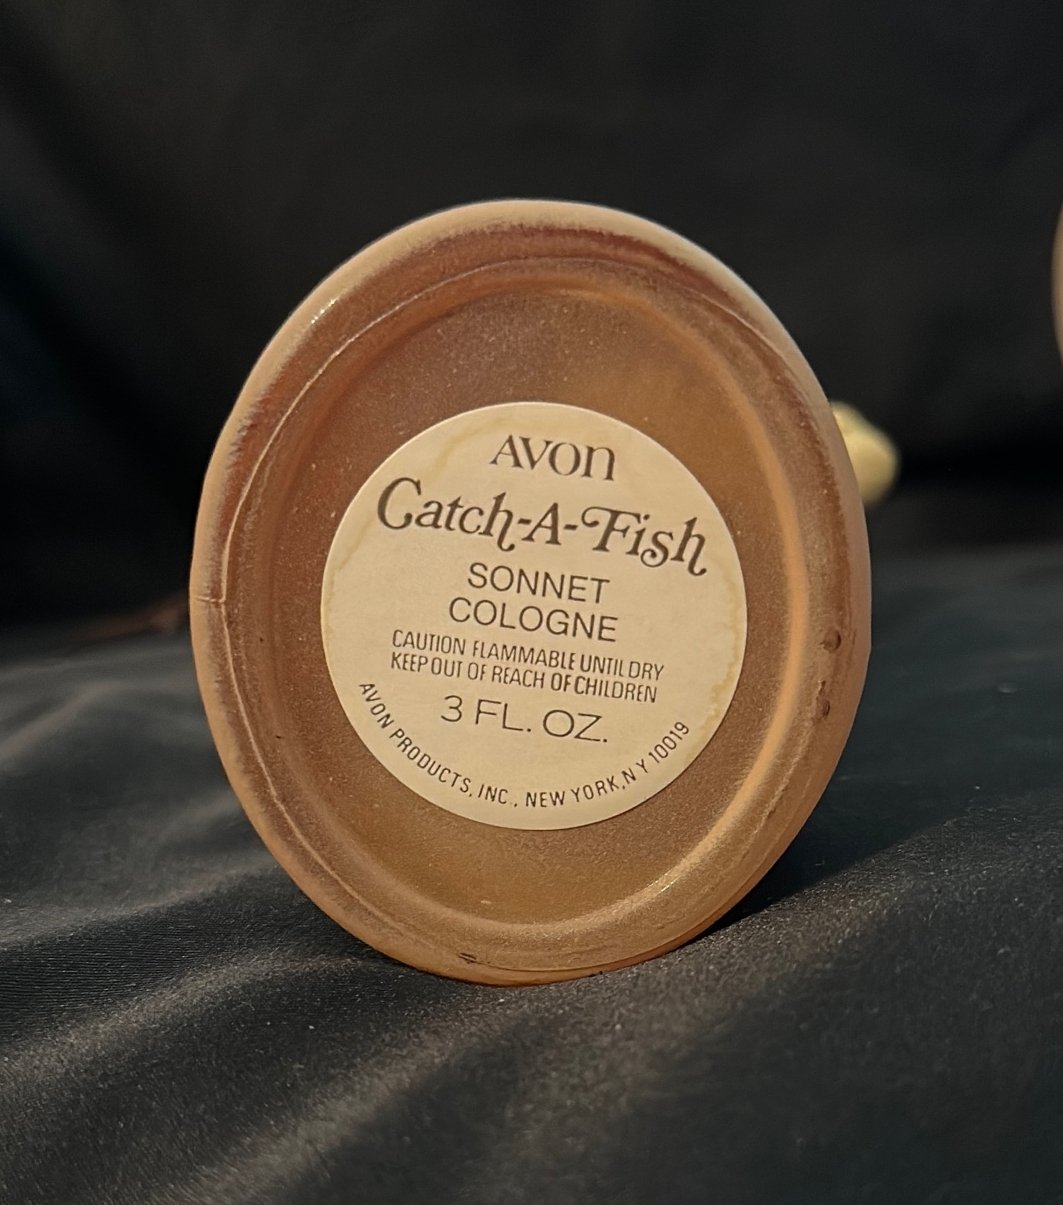 AVON
Catch-A-Fish
SONNET
COLOGNE
CAUTION FLAMMABLE UNTIL DRY
KEEP OUT OF REACH OF CHILDREN
3 FL. OZ.
AVON PRODUCTS, INC., NEW YORK, N Y 10019